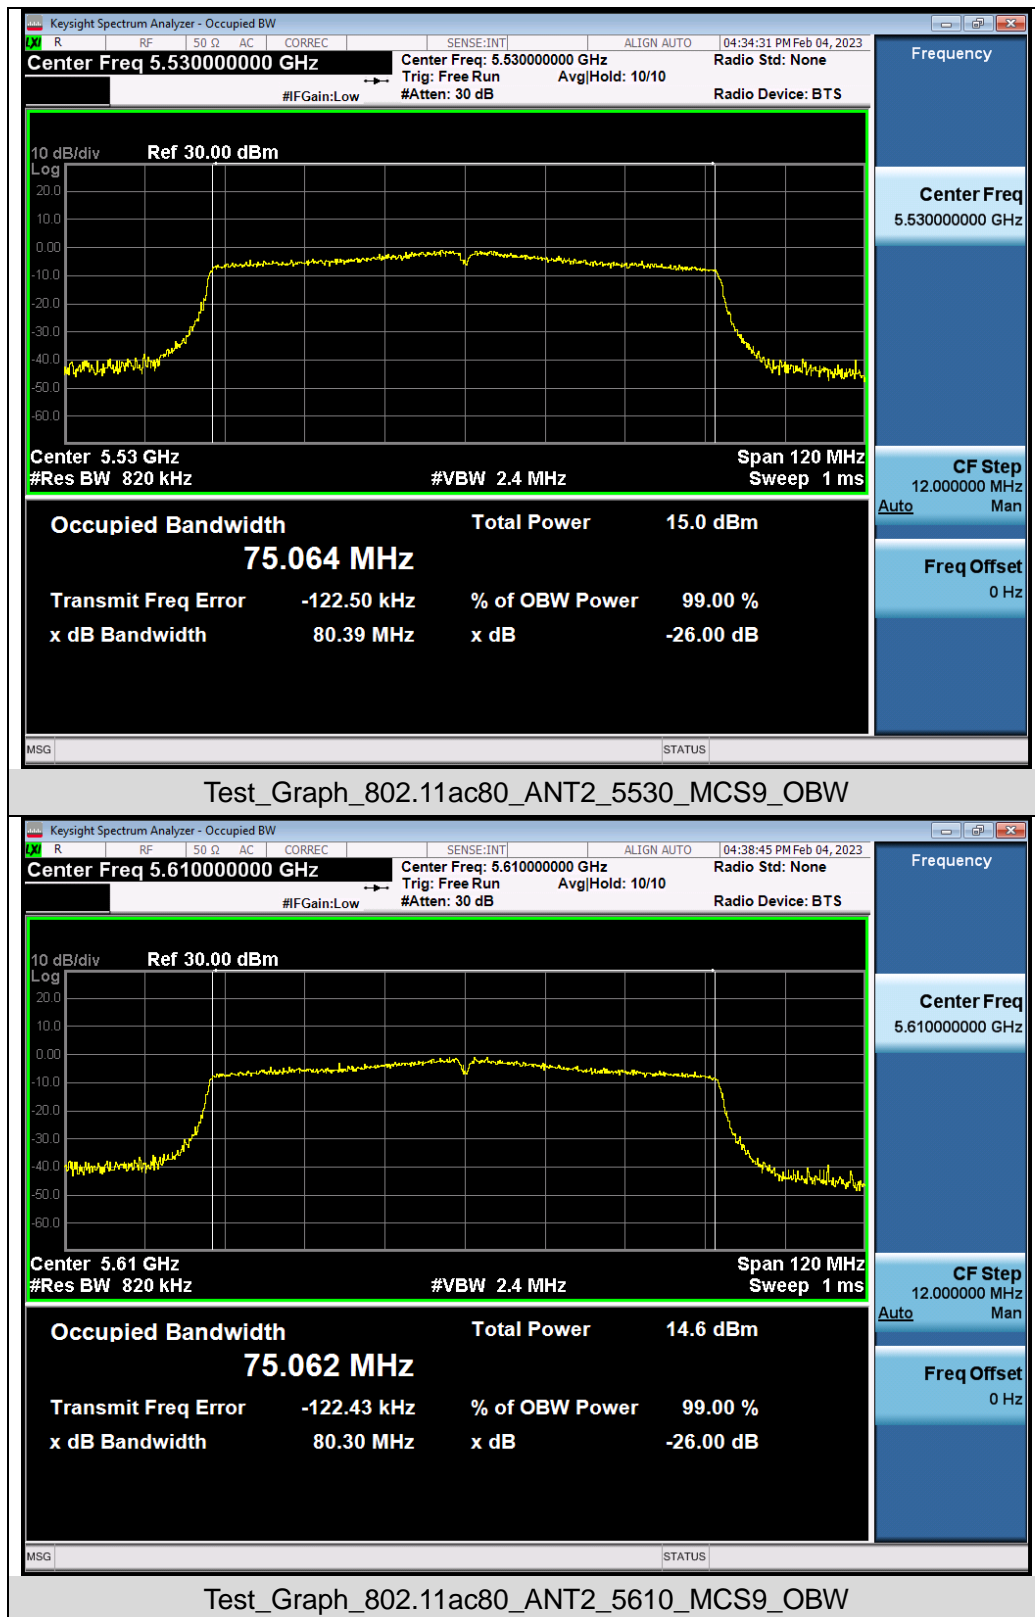 Keysight Spectrum Analyzer - Occupied BW
LXI R RF 50 Ω AC CORREC SENSE:INT ALIGN AUTO 04:34:31 PM Feb 04, 2023
Center Freq 5.530000000 GHz
Center Freq: 5.530000000 GHz Radio Std: None
Trig: Free Run Avg|Hold: 10/10
#IFGain:Low #Atten: 30 dB Radio Device: BTS
Frequency
10 dB/div Ref 30.00 dBm
Log
20.0
10.0
0.00
-10.0
-20.0
-30.0
-40.0
-50.0
-60.0
Center Freq
5.530000000 GHz
Center 5.53 GHz Span 120 MHz
#Res BW 820 kHz #VBW 2.4 MHz Sweep 1 ms
CF Step
12.000000 MHz
Auto Man
Occupied Bandwidth Total Power 15.0 dBm
75.064 MHz
Transmit Freq Error -122.50 kHz % of OBW Power 99.00 %
x dB Bandwidth 80.39 MHz x dB -26.00 dB
Freq Offset
0 Hz
MSG STATUS
Test_Graph_802.11ac80_ANT2_5530_MCS9_OBW
Keysight Spectrum Analyzer - Occupied BW
LXI R RF 50 Ω AC CORREC SENSE:INT ALIGN AUTO 04:38:45 PM Feb 04, 2023
Center Freq 5.610000000 GHz
Center Freq: 5.610000000 GHz Radio Std: None
Trig: Free Run Avg|Hold: 10/10
#IFGain:Low #Atten: 30 dB Radio Device: BTS
Frequency
10 dB/div Ref 30.00 dBm
Log
20.0
10.0
0.00
-10.0
-20.0
-30.0
-40.0
-50.0
-60.0
Center Freq
5.610000000 GHz
Center 5.61 GHz Span 120 MHz
#Res BW 820 kHz #VBW 2.4 MHz Sweep 1 ms
CF Step
12.000000 MHz
Auto Man
Occupied Bandwidth Total Power 14.6 dBm
75.062 MHz
Transmit Freq Error -122.43 kHz % of OBW Power 99.00 %
x dB Bandwidth 80.30 MHz x dB -26.00 dB
Freq Offset
0 Hz
MSG STATUS
Test_Graph_802.11ac80_ANT2_5610_MCS9_OBW